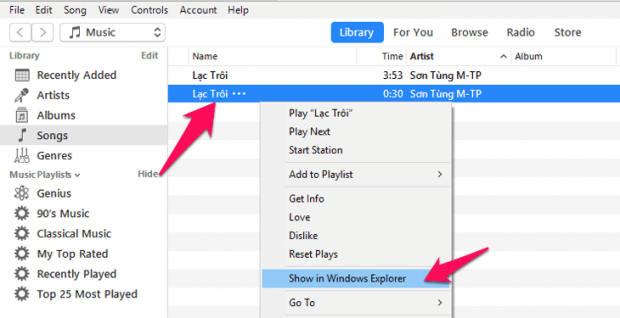 File Edit Song View Controls Account Help
Music Library For You Browse Radio Store
Library Edit Name Time Artist Album
Recently Added Lạc Trôi 3:53 Sơn Tùng M-TP
Artists Lạc Trôi ••• 0:30 Sơn Tùng M-TP
Albums Play "Lạc Trôi"
Songs Play Next
Genres Start Station
Music Playlists Hide Add to Playlist
Genius Get Info
90's Music Love
Classical Music Dislike
My Top Rated Reset Plays
Recently Played Show in Windows Explorer
Top 25 Most Played Go To